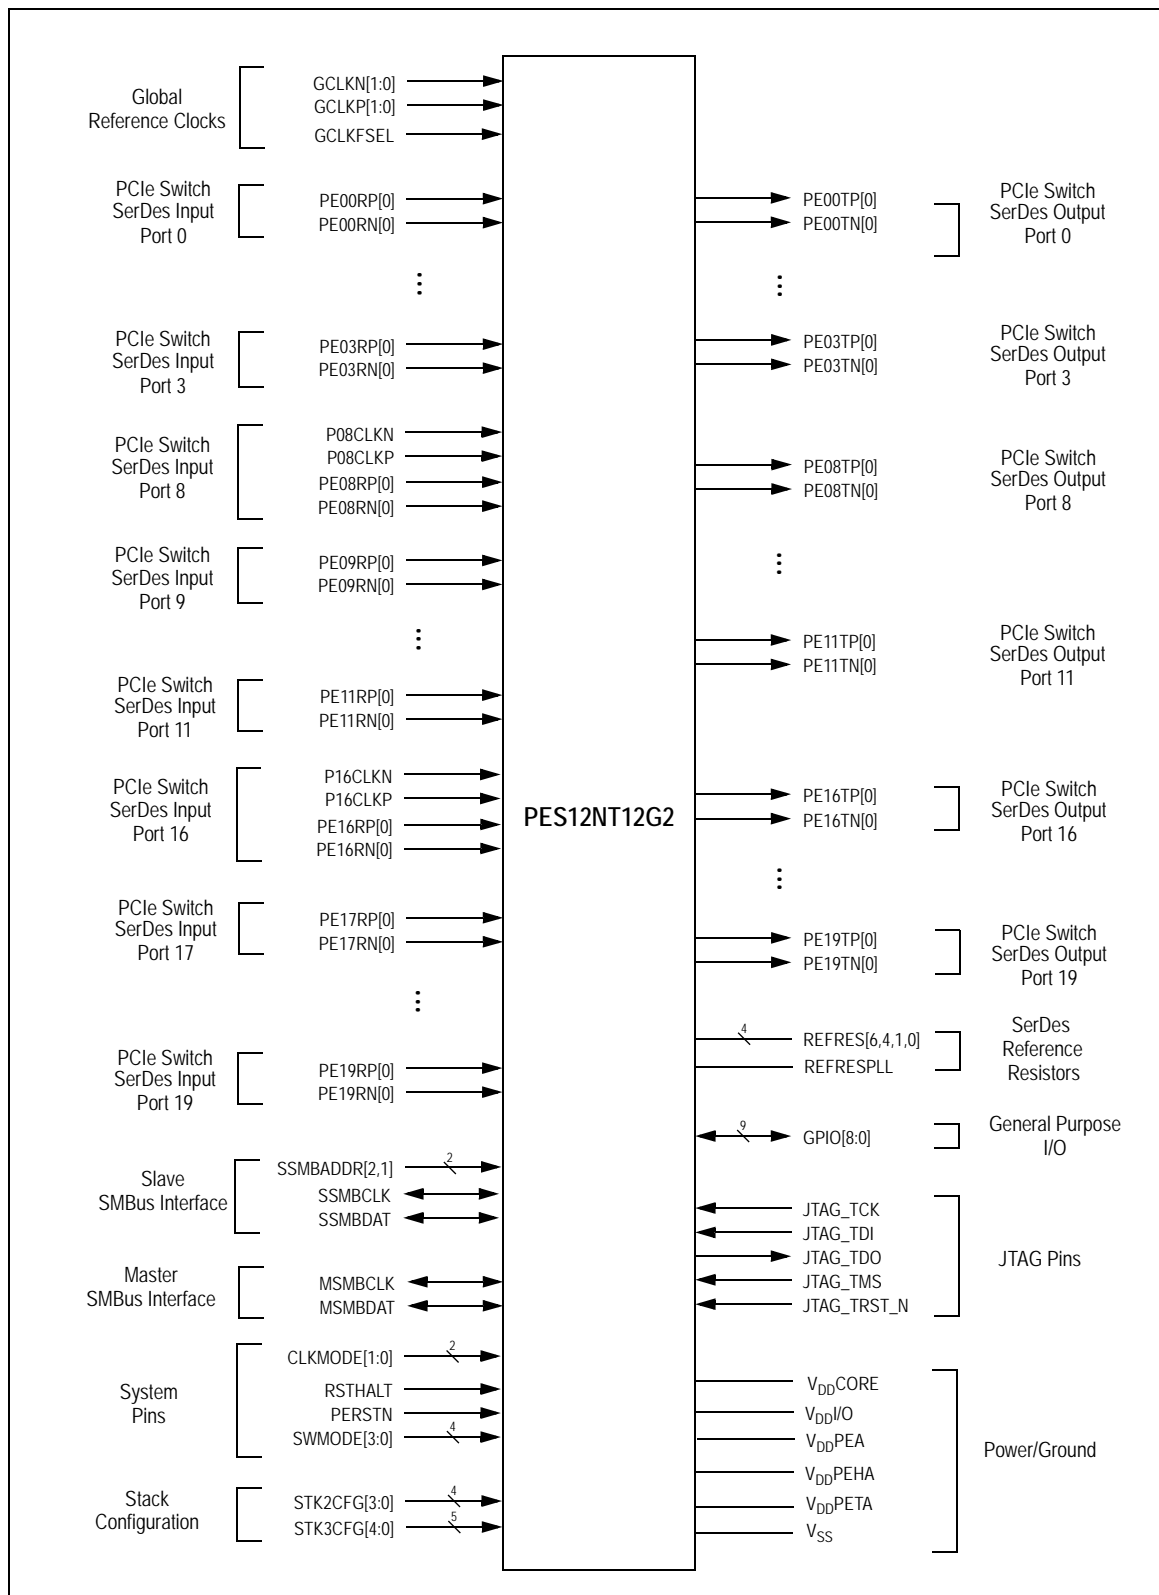 Global
Reference Clocks
GCLKN[1:0]
GCLKP[1:0]
GCLKFSEL
PCIe Switch
SerDes Input
Port 0
PE00RP[0]
PE00RN[0]
PCIe Switch
SerDes Input
Port 3
PE03RP[0]
PE03RN[0]
PCIe Switch
SerDes Input
Port 8
P08CLKN
P08CLKP
PE08RP[0]
PE08RN[0]
PCIe Switch
SerDes Input
Port 9
PE09RP[0]
PE09RN[0]
PCIe Switch
SerDes Input
Port 11
PE11RP[0]
PE11RN[0]
PCIe Switch
SerDes Input
Port 16
P16CLKN
P16CLKP
PE16RP[0]
PE16RN[0]
PCIe Switch
SerDes Input
Port 17
PE17RP[0]
PE17RN[0]
PCIe Switch
SerDes Input
Port 19
PE19RP[0]
PE19RN[0]
Slave
SMBus Interface
SSMBADDR[2,1]
2
SSMBCLK
SSMBDAT
Master
SMBus Interface
MSMBCLK
MSMBDAT
System
Pins
CLKMODE[1:0]
2
RSTHALT
PERSTN
SWMODE[3:0]
4
Stack
Configuration
STK2CFG[3:0]
4
STK3CFG[4:0]
5
PES12NT12G2
PE00TP[0]
PE00TN[0]
PCIe Switch
SerDes Output
Port 0
PE03TP[0]
PE03TN[0]
PCIe Switch
SerDes Output
Port 3
PE08TP[0]
PE08TN[0]
PCIe Switch
SerDes Output
Port 8
PE11TP[0]
PE11TN[0]
PCIe Switch
SerDes Output
Port 11
PE16TP[0]
PE16TN[0]
PCIe Switch
SerDes Output
Port 16
PE19TP[0]
PE19TN[0]
PCIe Switch
SerDes Output
Port 19
4
REFRES[6,4,1,0]
REFRESPLL
SerDes
Reference
Resistors
9
GPIO[8:0]
General Purpose
I/O
JTAG_TCK
JTAG_TDI
JTAG_TDO
JTAG_TMS
JTAG_TRST_N
JTAG Pins
VDDCORE
VDDI/O
VDDPEA
VDDPEHA
VDDPETA
VSS
Power/Ground